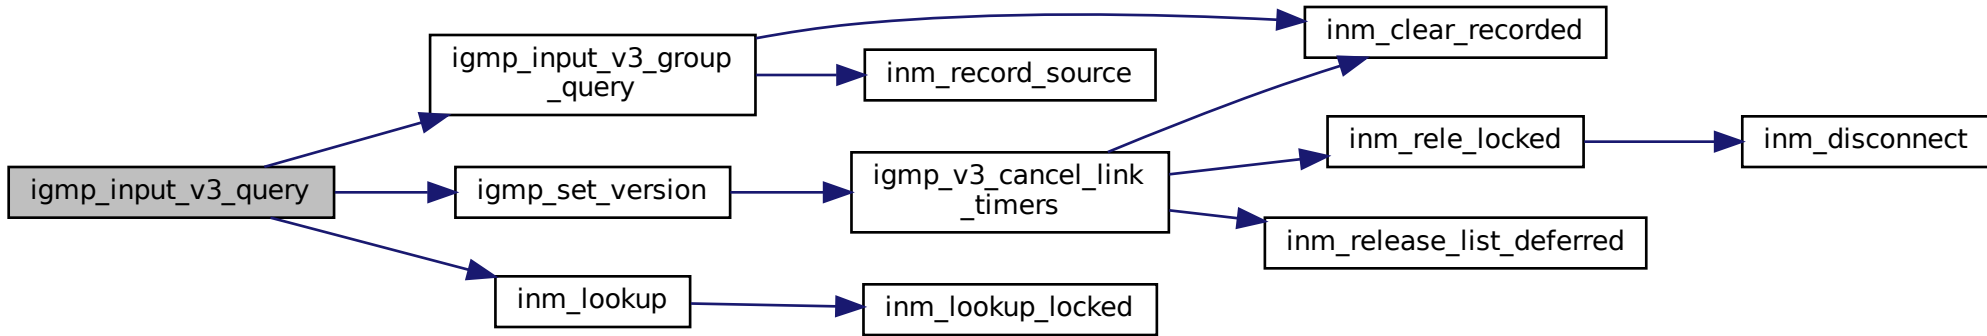 igmp_input_v3_query
igmp_input_v3_group
_query
igmp_set_version
inm_lookup
inm_record_source
igmp_v3_cancel_link
_timers
inm_lookup_locked
inm_clear_recorded
inm_rele_locked
inm_release_list_deferred
inm_disconnect